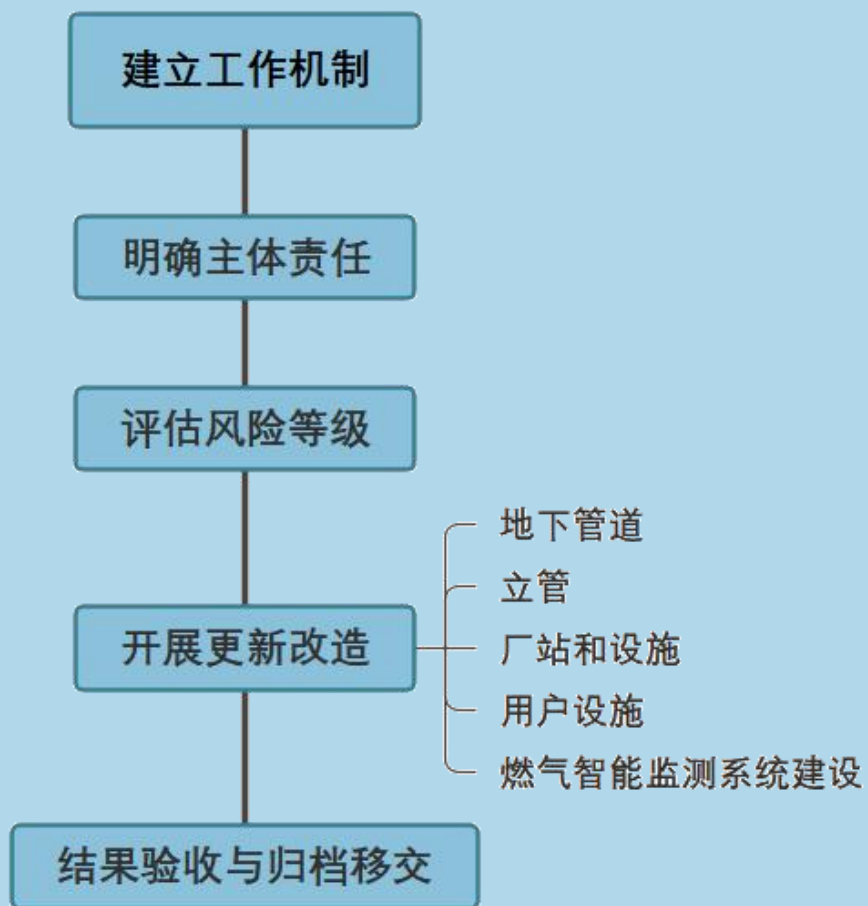 建立工作机制
明确主体责任
评估风险等级
开展更新改造
地下管道
立管
厂站和设施
用户设施
燃气智能监测系统建设
结果验收与归档移交